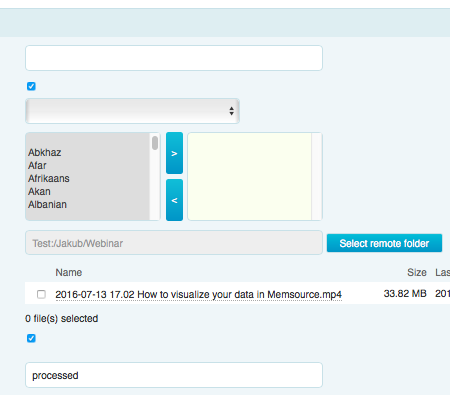 Abkhaz
Afar
Afrikaans
Akan
Albanian
>
<
Test:/Jakub/Webinar
Select remote folder
Name Size Las
2016-07-13 17.02 How to visualize your data in Memsource.mp4 33.82 MB 201
0 file(s) selected
processed